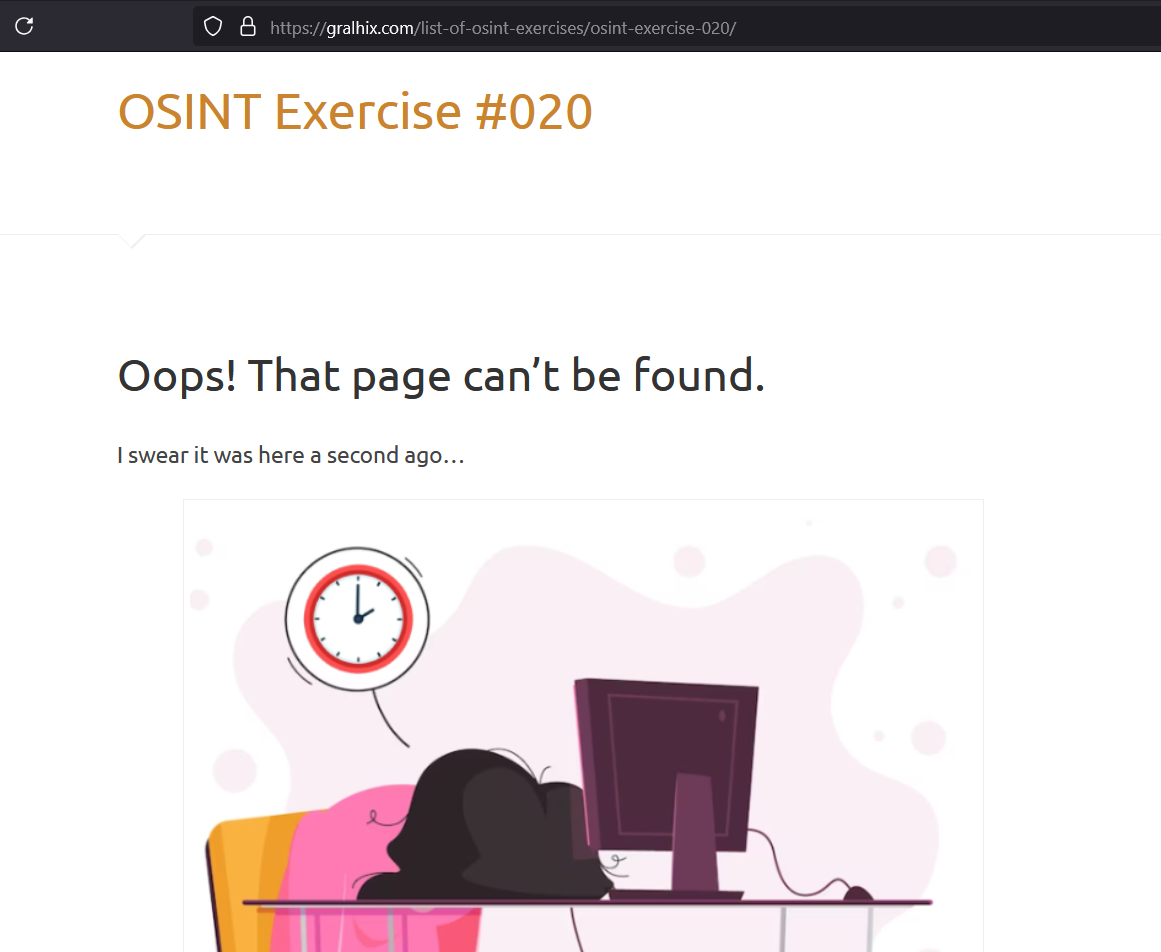 https://gralhix.com/list-of-osint-exercises/osint-exercise-020/
OSINT Exercise #020
Oops! That page can’t be found.
I swear it was here a second ago…